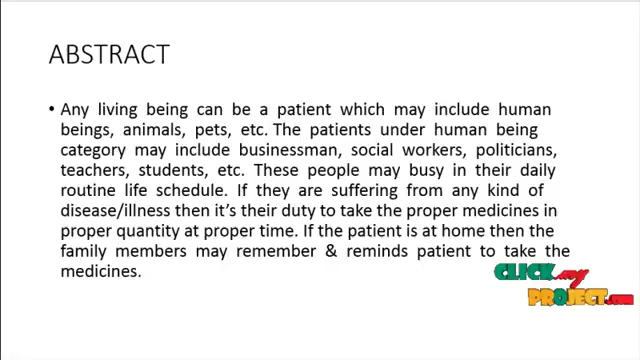 ABSTRACT
• Any living being can be a patient which may include human
beings, animals, pets, etc. The patients under human being
category may include businessman, social workers, politicians,
teachers, students, etc. These people may busy in their daily
routine life schedule. If they are suffering from any kind of
disease/illness then it's their duty to take the proper medicines in
proper quantity at proper time. If the patient is at home then the
family members may remember & reminds patient to take the
medicines.
CLICK my
PROJECT.com